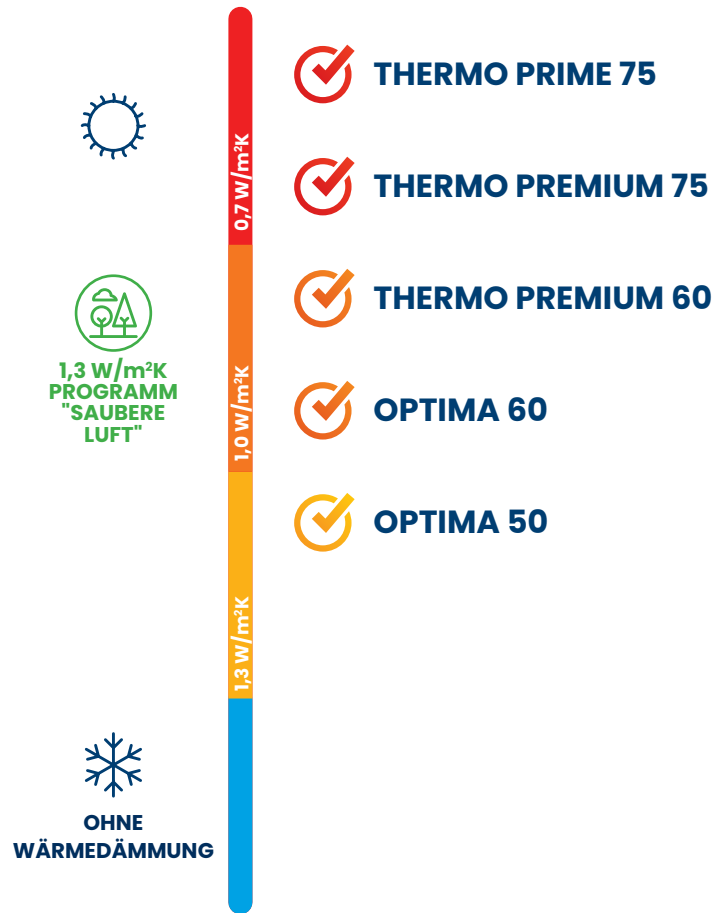 THERMO PRIME 75
0,7 W/m²K
THERMO PREMIUM 75
THERMO PREMIUM 60
1,3 W/m²K
PROGRAMM
"SAUBERE
LUFT"
1,0 W/m²K
OPTIMA 60
OPTIMA 50
1,3 W/m²K
OHNE
WÄRMEDÄMMUNG